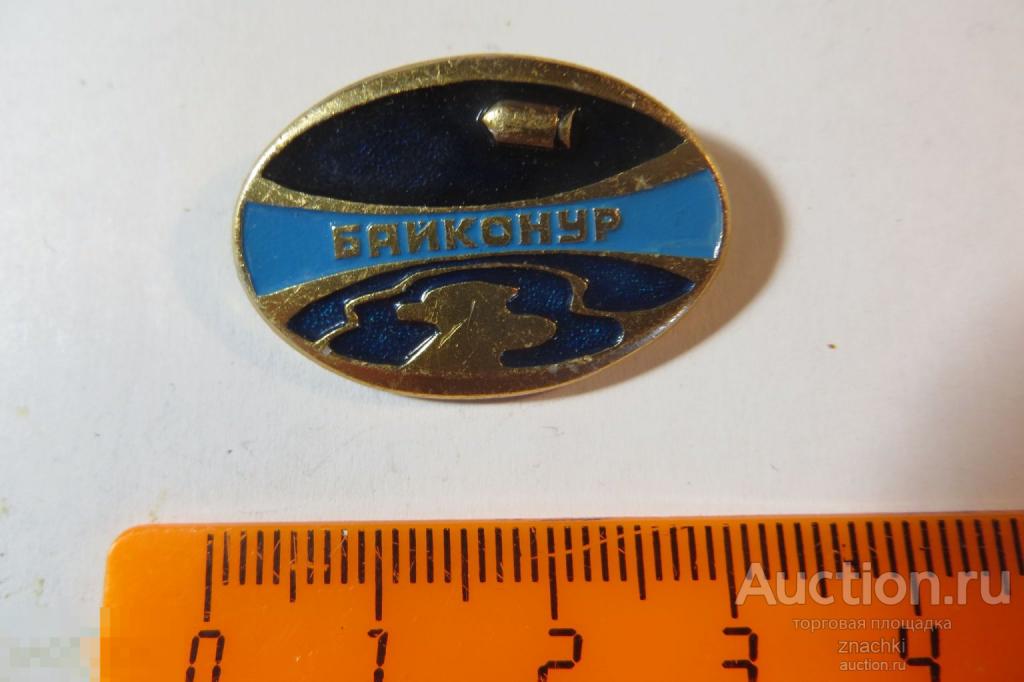 БАЙКОНУР
0 1 2 3 4
Auction.ru
торговая площадка
znachki
auction.ru